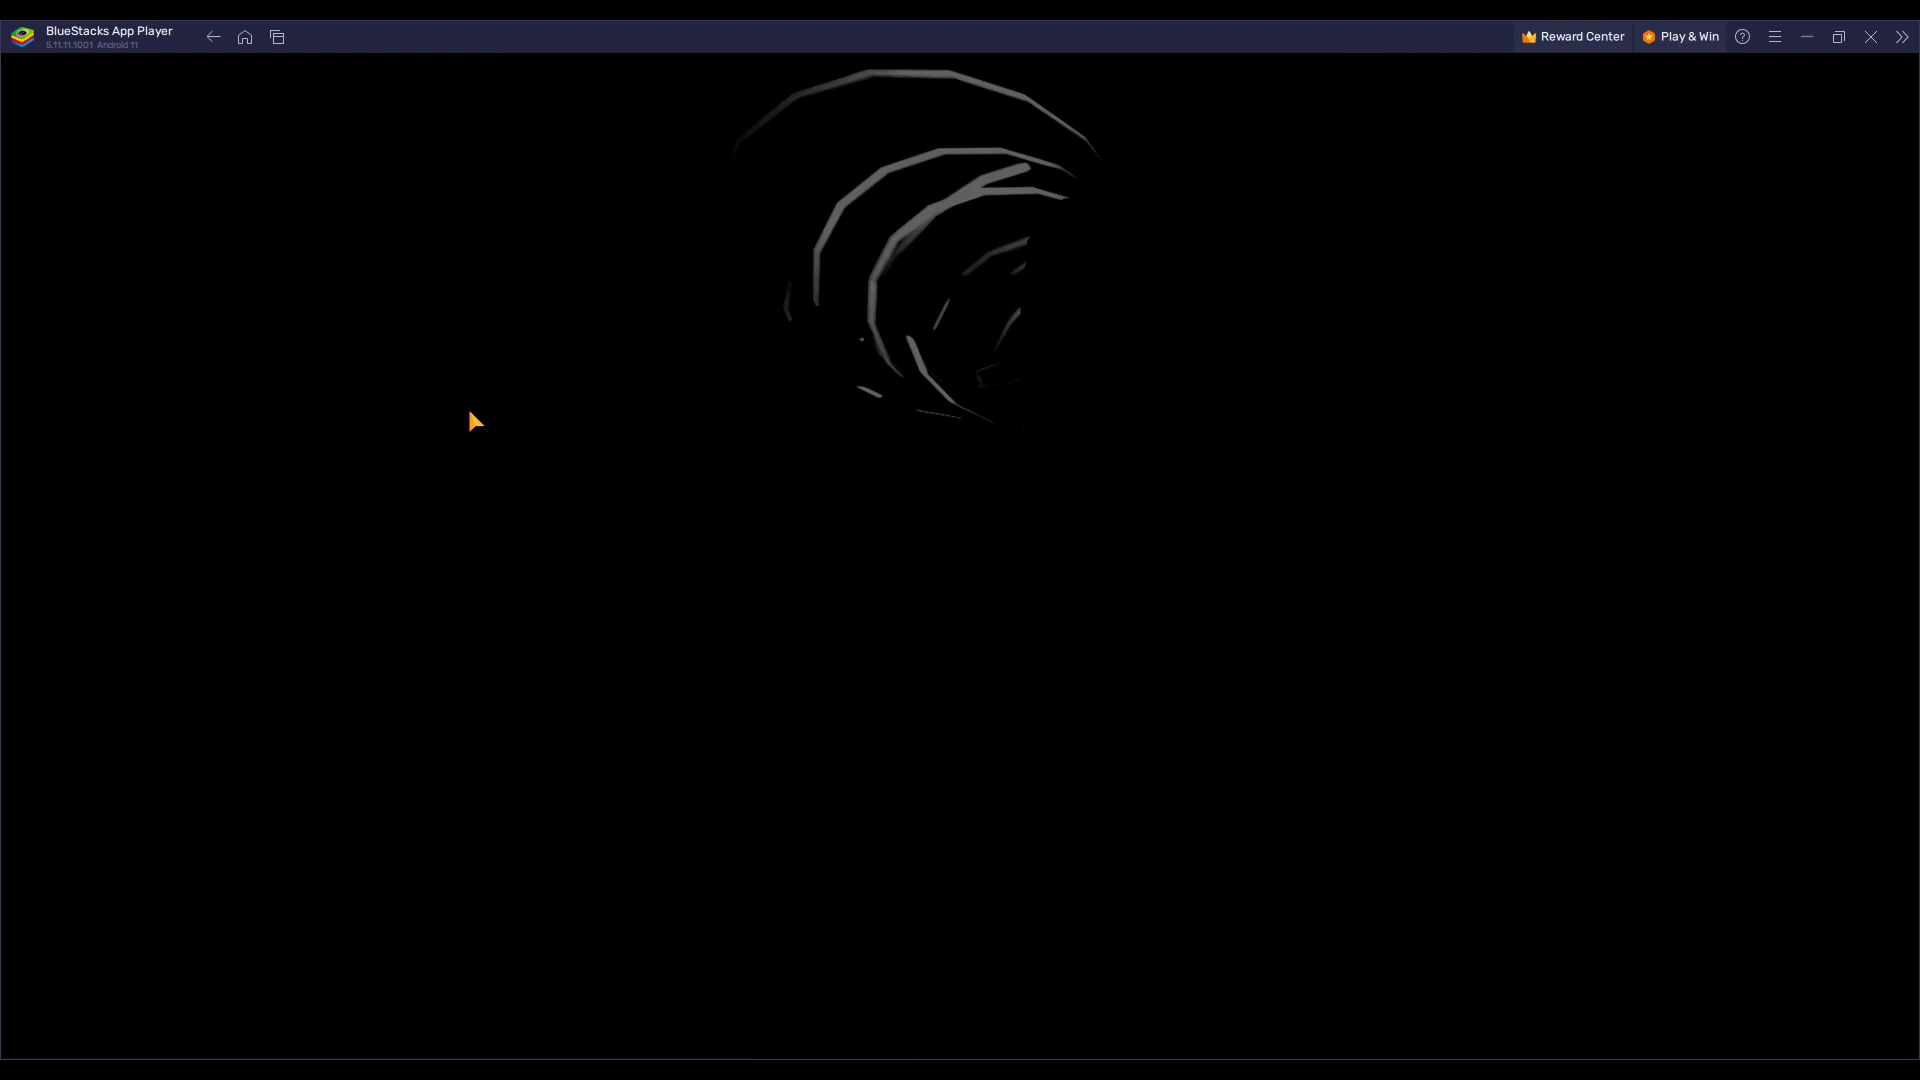 BlueStacks App Player
5.11.11.1001 Android 11
Reward Center
Play & Win